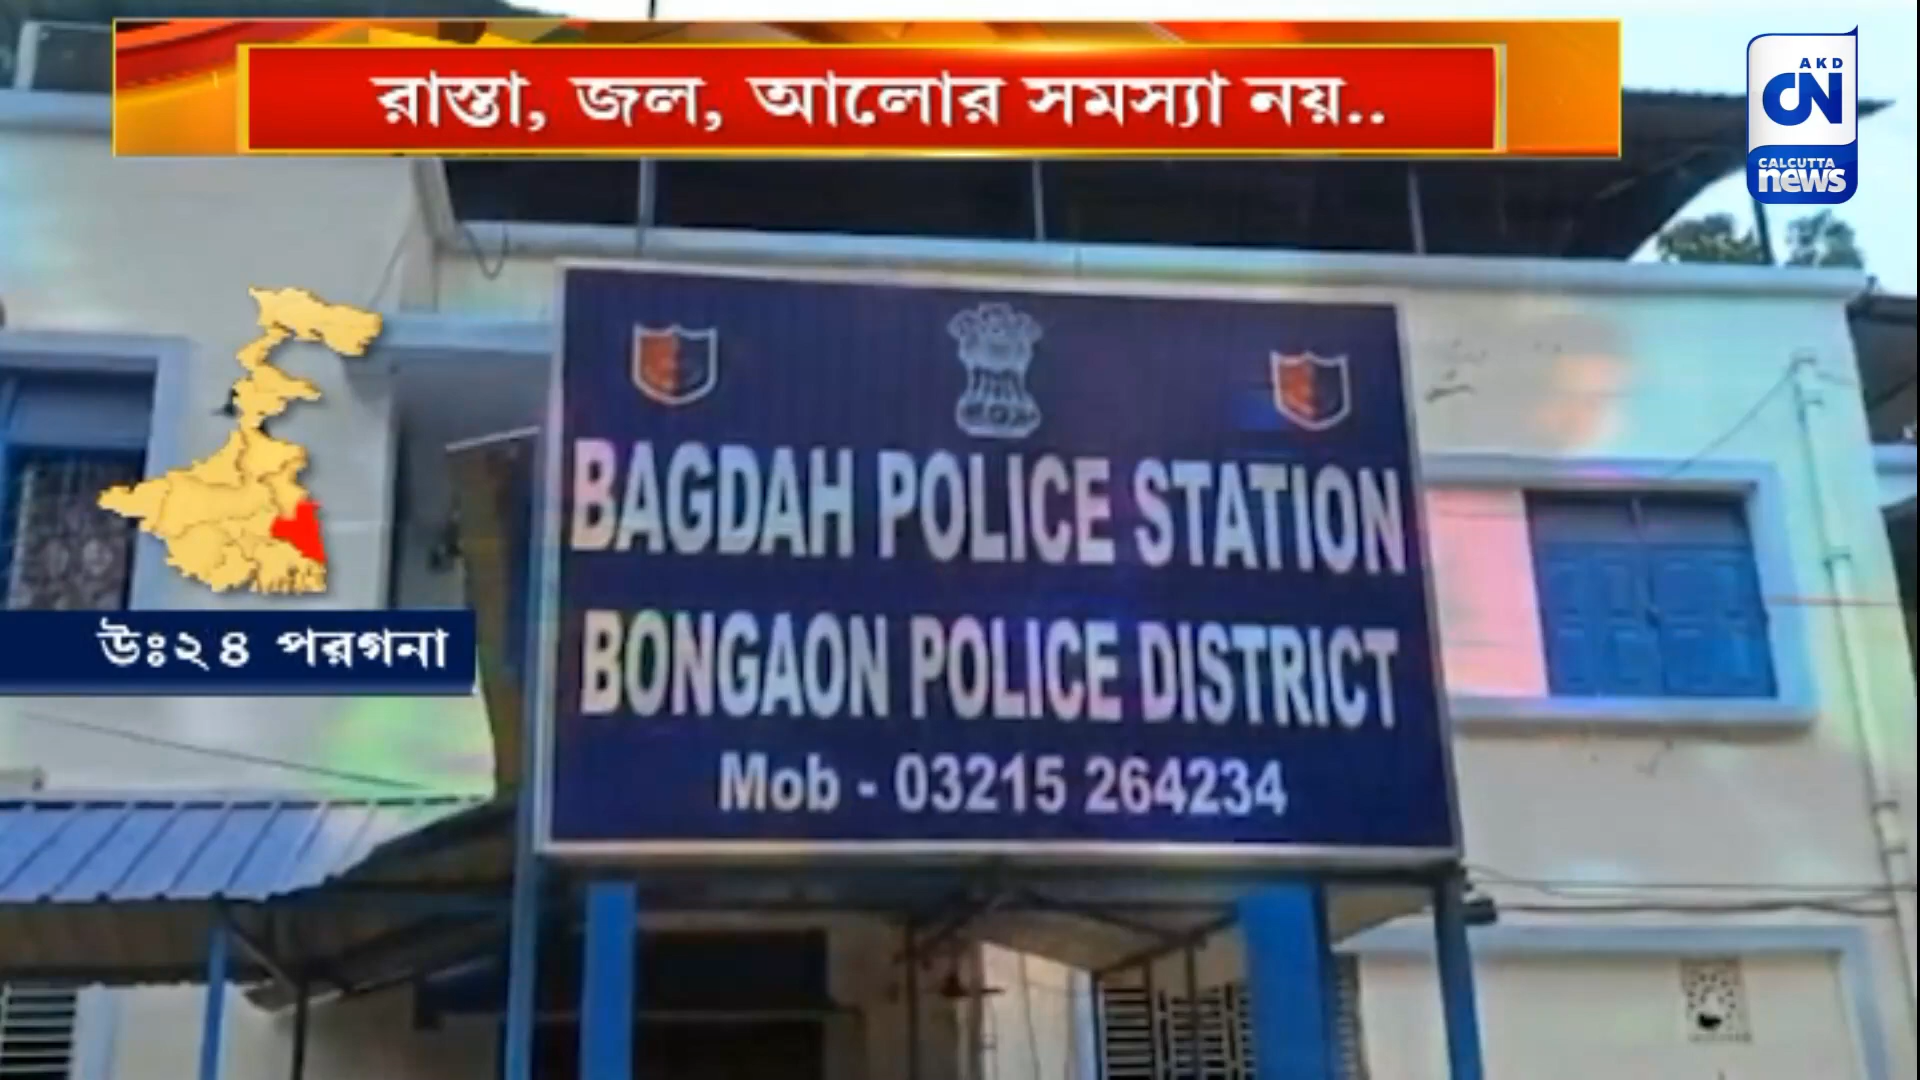 রাস্তা, জল, আলোর সমস্যা নয়..
AKD
CN
CALCUTTA
news
BAGDAH POLICE STATION
BONGAON POLICE DISTRICT
Mob - 03215 264234
উঃ২৪ পরগনা